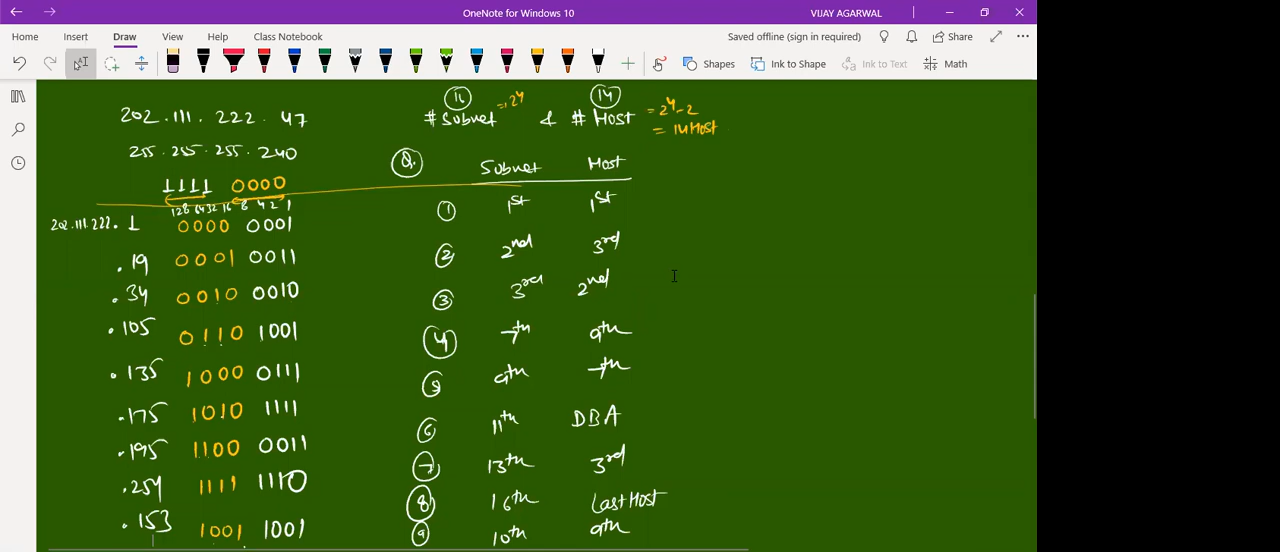 OneNote for Windows 10
VIJAY AGARWAL
Home Insert Draw View Help Class Notebook
Saved offline (sign in required) Share
Shapes Ink to Shape Ink to Text Math
202.111.222.47
255.255.255.240
1111 0000
128 64 32 16 8 4 2 1
202.111.222.1 0000 0001
.19 0001 0011
.34 0010 0010
.105 0110 1001
.135 1000 0111
.175 1010 1111
.195 1100 0011
.254 1111 1110
.153 1001 1001
16 14
#Subnet = 2^4 & #Host = 2^4-2
= 14 Host
Q. Subnet Host
1 1st 1st
2 2nd 3rd
3 3rd 2nd
4 7th 9th
5 9th 7th
6 11th DBA
7 13th 3rd
8 16th Last Host
9 10th 9th